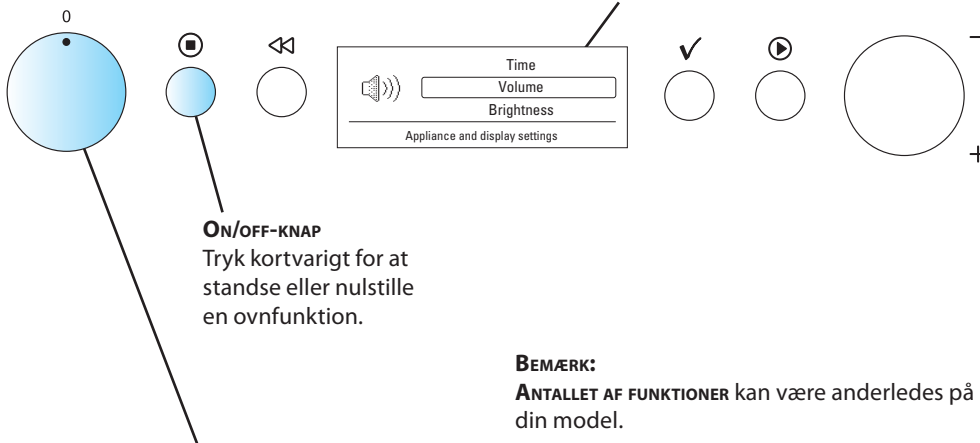 0
Time
Volume
Brightness
Appliance and display settings
–
+
On/off-knap
Tryk kortvarigt for at
standse eller nulstille
en ovnfunktion.
Bemærk:
Antallet af funktioner kan være anderledes på
din model.